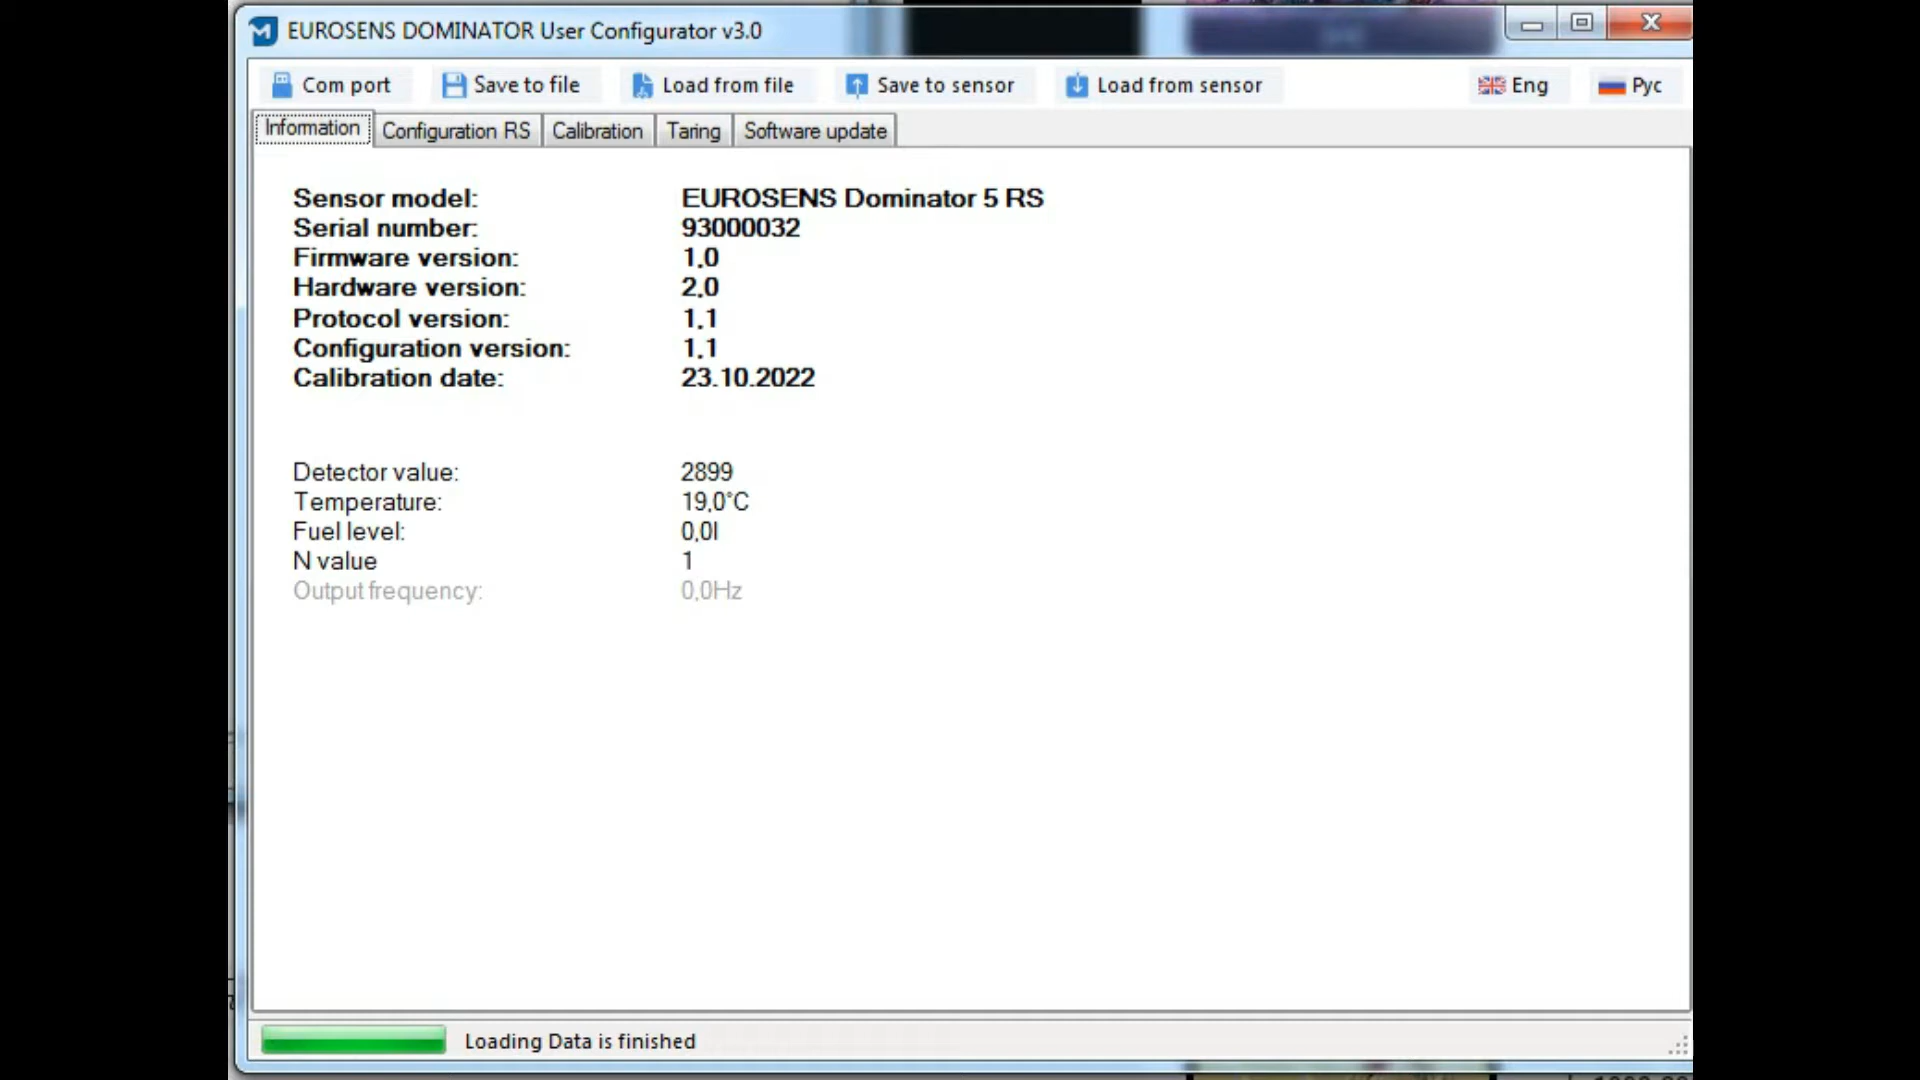 EUROSENS DOMINATOR User Configurator v3.0
Com port Save to file Load from file Save to sensor Load from sensor Eng Рус
Information Configuration RS Calibration Taring Software update
Sensor model: EUROSENS Dominator 5 RS
Serial number: 93000032
Firmware version: 1,0
Hardware version: 2,0
Protocol version: 1,1
Configuration version: 1,1
Calibration date: 23.10.2022
Detector value: 2899
Temperature: 19,0°C
Fuel level: 0,0l
N value 1
Output frequency: 0,0Hz
Loading Data is finished